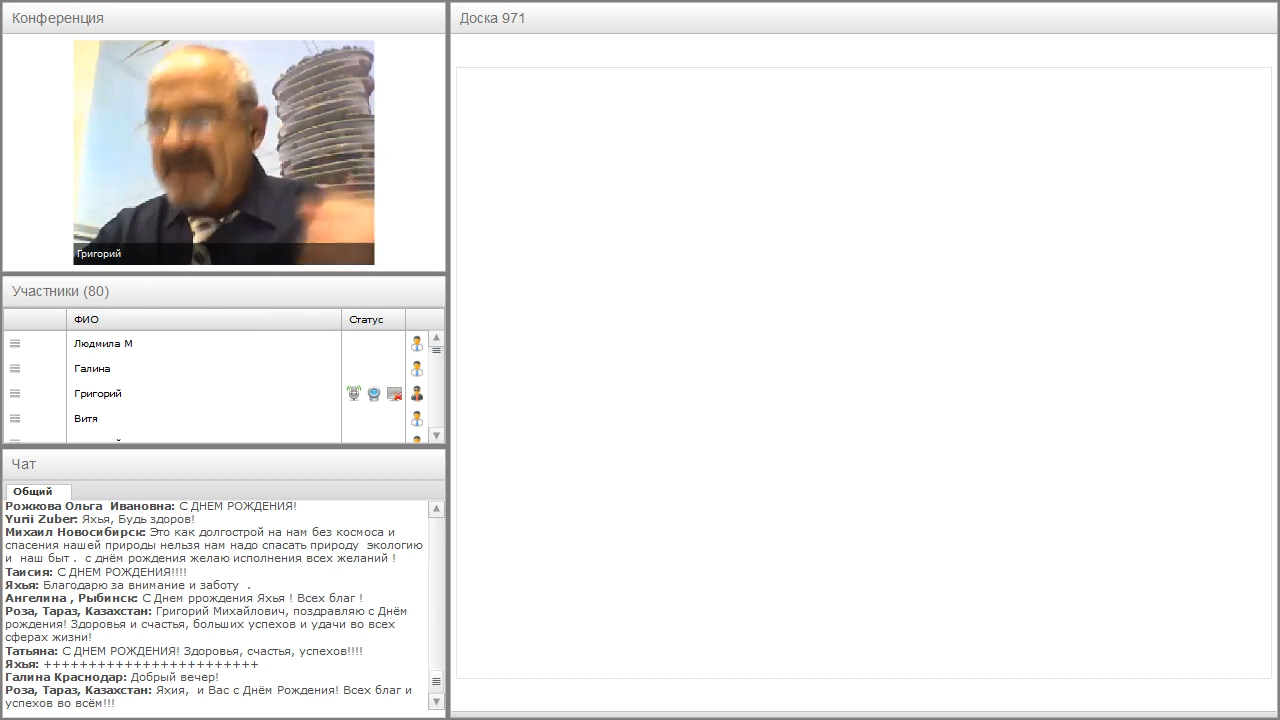 Конференция
Григорий
Участники (80)
ФИО Статус
Людмила М
Галина
Григорий
Витя
Чат
Общий
Рожкова Ольга Ивановна: С ДНЕМ РОЖДЕНИЯ!
Yurii Zuber: Яхья, Будь здоров!
Михаил Новосибирск: Это как долгострой на нам без космоса и
спасения нашей природы нельзя нам надо спасать природу экологию
и наш быт . с днём рождения желаю исполнения всех желаний !
Таисия: С ДНЕМ РОЖДЕНИЯ!!!!
Яхья: Благодарю за внимание и заботу .
Ангелина , Рыбинск: С Днем ррождения Яхья ! Всех благ !
Роза, Тараз, Казахстан: Григорий Михайлович, поздравляю с Днём
рождения! Здоровья и счастья, больших успехов и удачи во всех
сферах жизни!
Татьяна: С ДНЕМ РОЖДЕНИЯ! Здоровья, счастья, успехов!!!!
Яхья: ++++++++++++++++++++++++
Галина Краснодар: Добрый вечер!
Роза, Тараз, Казахстан: Яхия, и Вас с Днём Рождения! Всех благ и
успехов во всём!!!
Доска 971